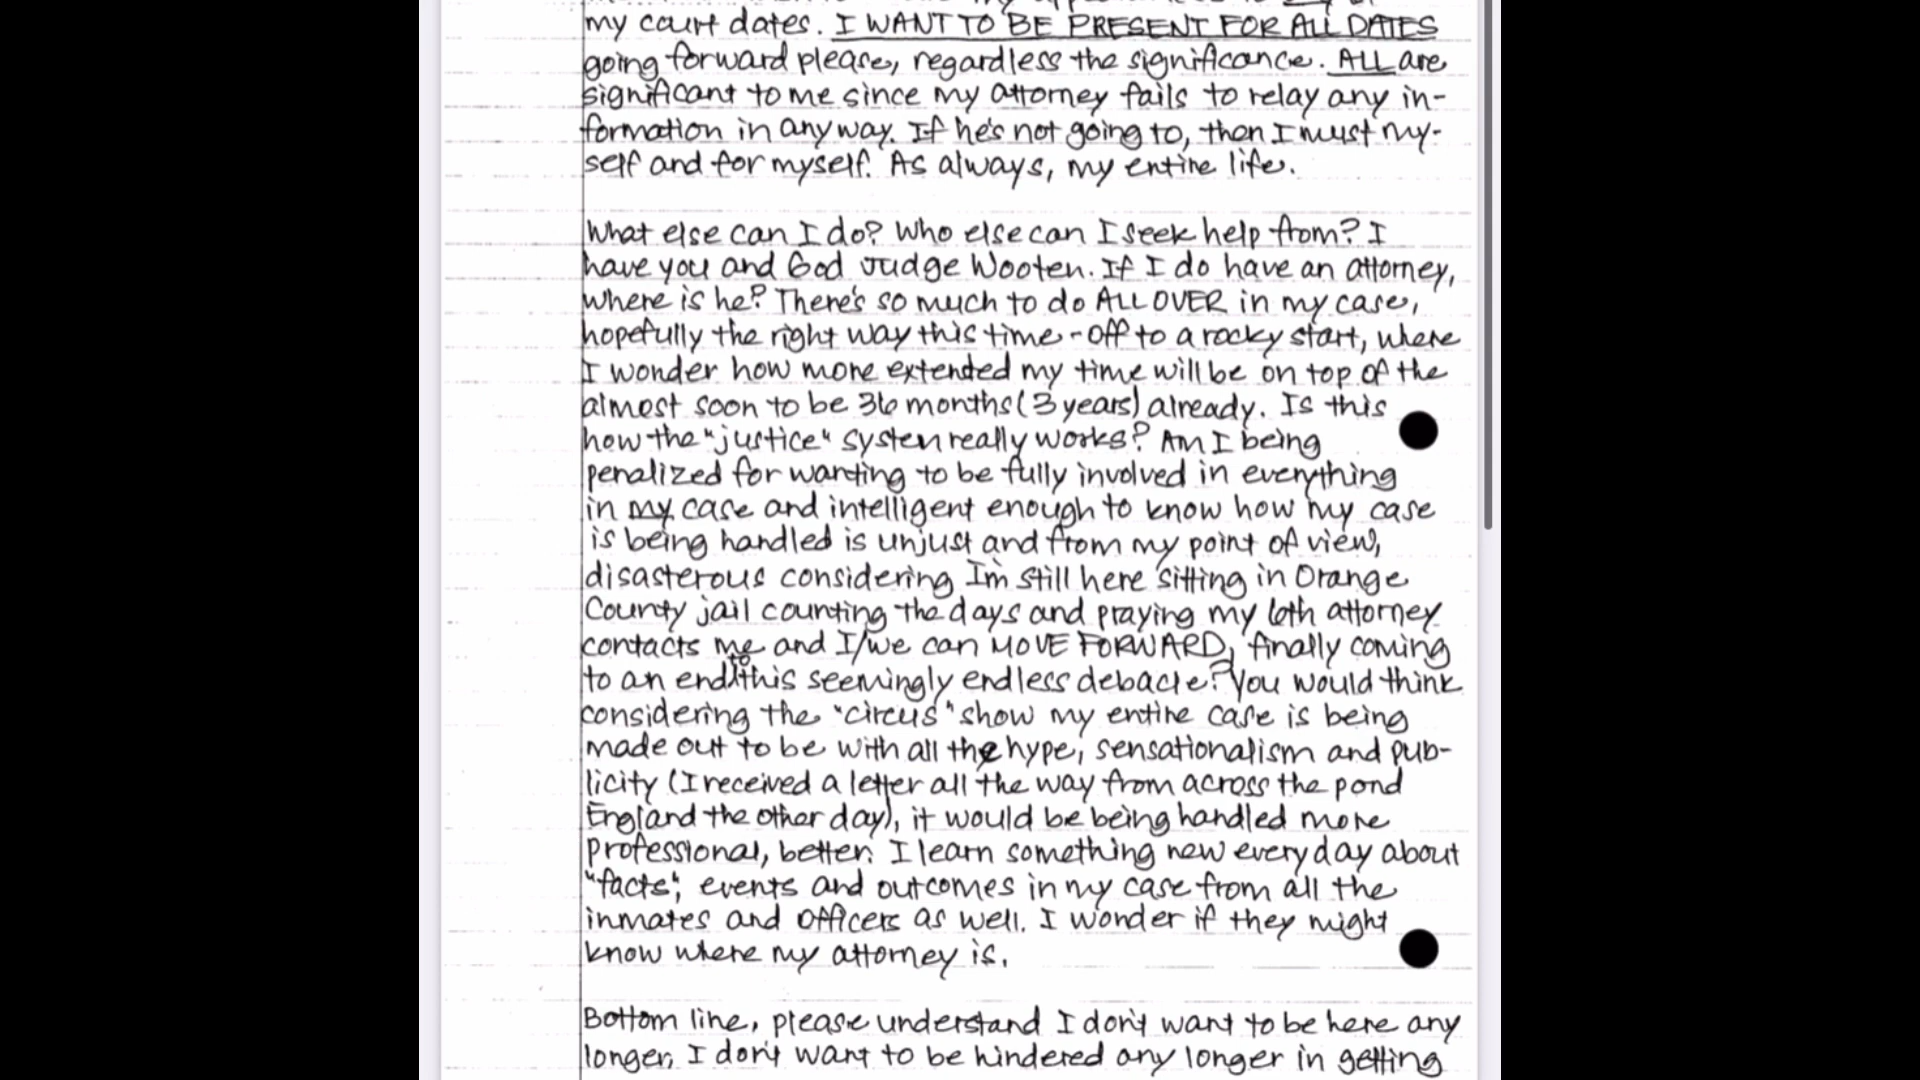 my court dates. I WANT TO BE PRESENT FOR ALL DATES
going forward please, regardless the significance. ALL are
significant to me since my attorney fails to relay any in-
formation in anyway. If he's not going to, then I must my-
self and for myself. As always, my entire life.
What else can I do? Who else can I seek help from? I
have you and God Judge Wooten. If I do have an attorney,
where is he? There's so much to do ALL OVER in my case,
hopefully the right way this time - off to a rocky start, where
I wonder how more extended my time will be on top of the
almost soon to be 36 months (3 years) already. Is this
how the "justice" systen really works? Am I being
penalized for wanting to be fully involved in everything
in my case and intelligent enough to know how my case
is being handled is unjust and from my point of view,
disasterous considering I'm still here sitting in Orange
County jail counting the days and praying my 6th attorney
contacts me and I/we can MOVE FORWARD, finally coming
to an end to this seemingly endless debacle? You would think
considering the "circus" show my entire case is being
made out to be with all the hype, sensationalism and pub-
licity (I received a letter all the way from across the pond
England the other day), it would be being handled more
professional, better. I learn something new every day about
"facts", events and outcomes in my case from all the
inmates and officers as well. I wonder if they might
know where my attorney is.
Bottom line, please understand I don't want to be here any
longer, I don't want to be hindered any longer in getting